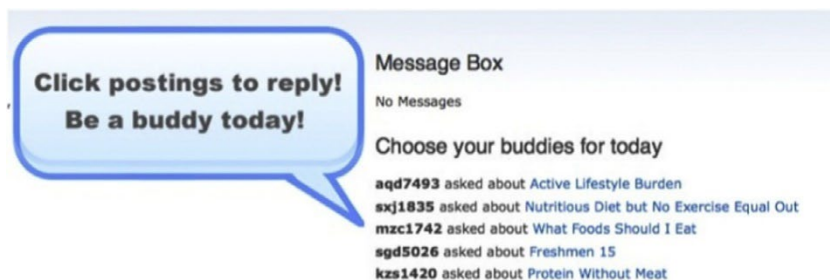 Click postings to reply!
Be a buddy today!
Message Box
No Messages
Choose your buddies for today
aqd7493 asked about Active Lifestyle Burden
sxj1835 asked about Nutritious Diet but No Exercise Equal Out
mzc1742 asked about What Foods Should I Eat
sgd5026 asked about Freshmen 15
kzs1420 asked about Protein Without Meat